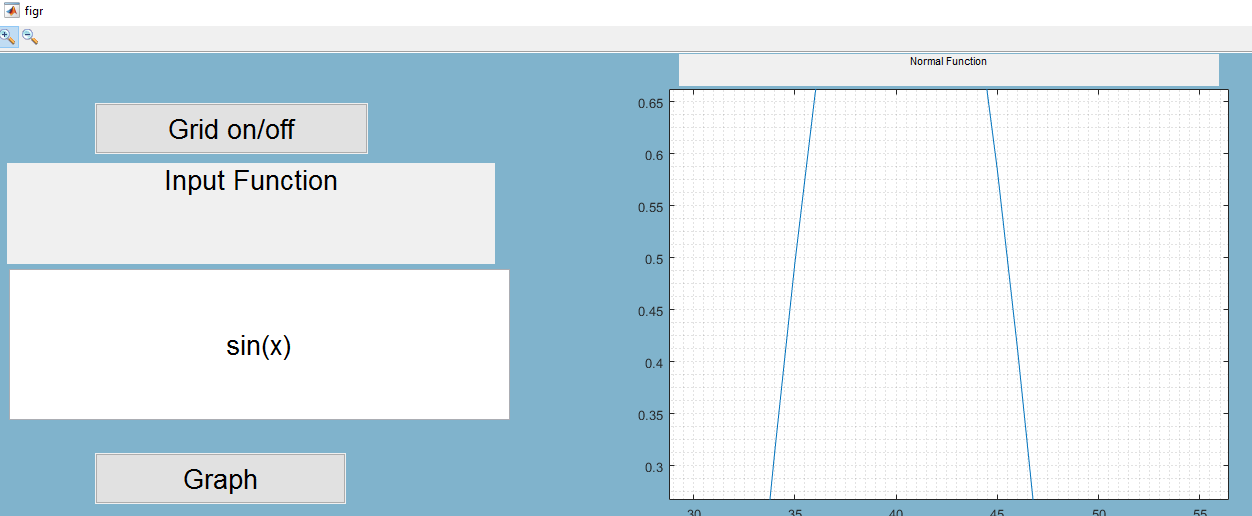 figr
Normal Function
Grid on/off
Input Function
sin(x)
Graph
0.65
0.6
0.55
0.5
0.45
0.4
0.35
0.3
30 35 40 45 50 55